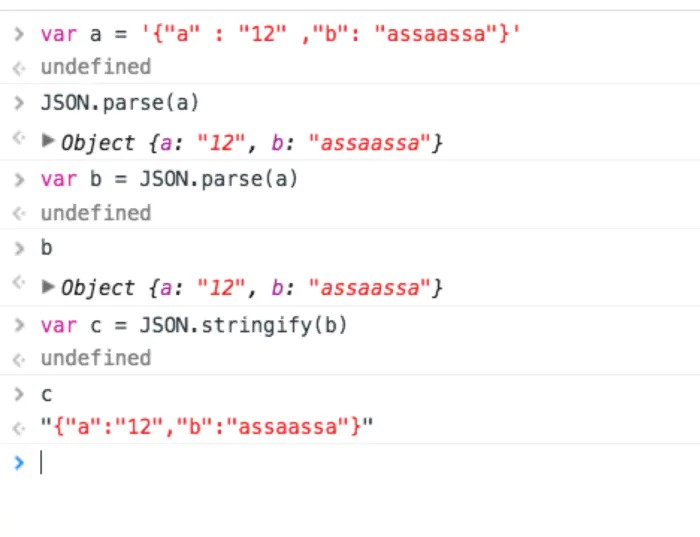 > var a = '{"a" : "12" ,"b": "assaassa"}'
undefined
> JSON.parse(a)
Object {a: "12", b: "assaassa"}
> var b = JSON.parse(a)
undefined
> b
Object {a: "12", b: "assaassa"}
> var c = JSON.stringify(b)
undefined
> c
"{"a":"12","b":"assaassa"}"
>